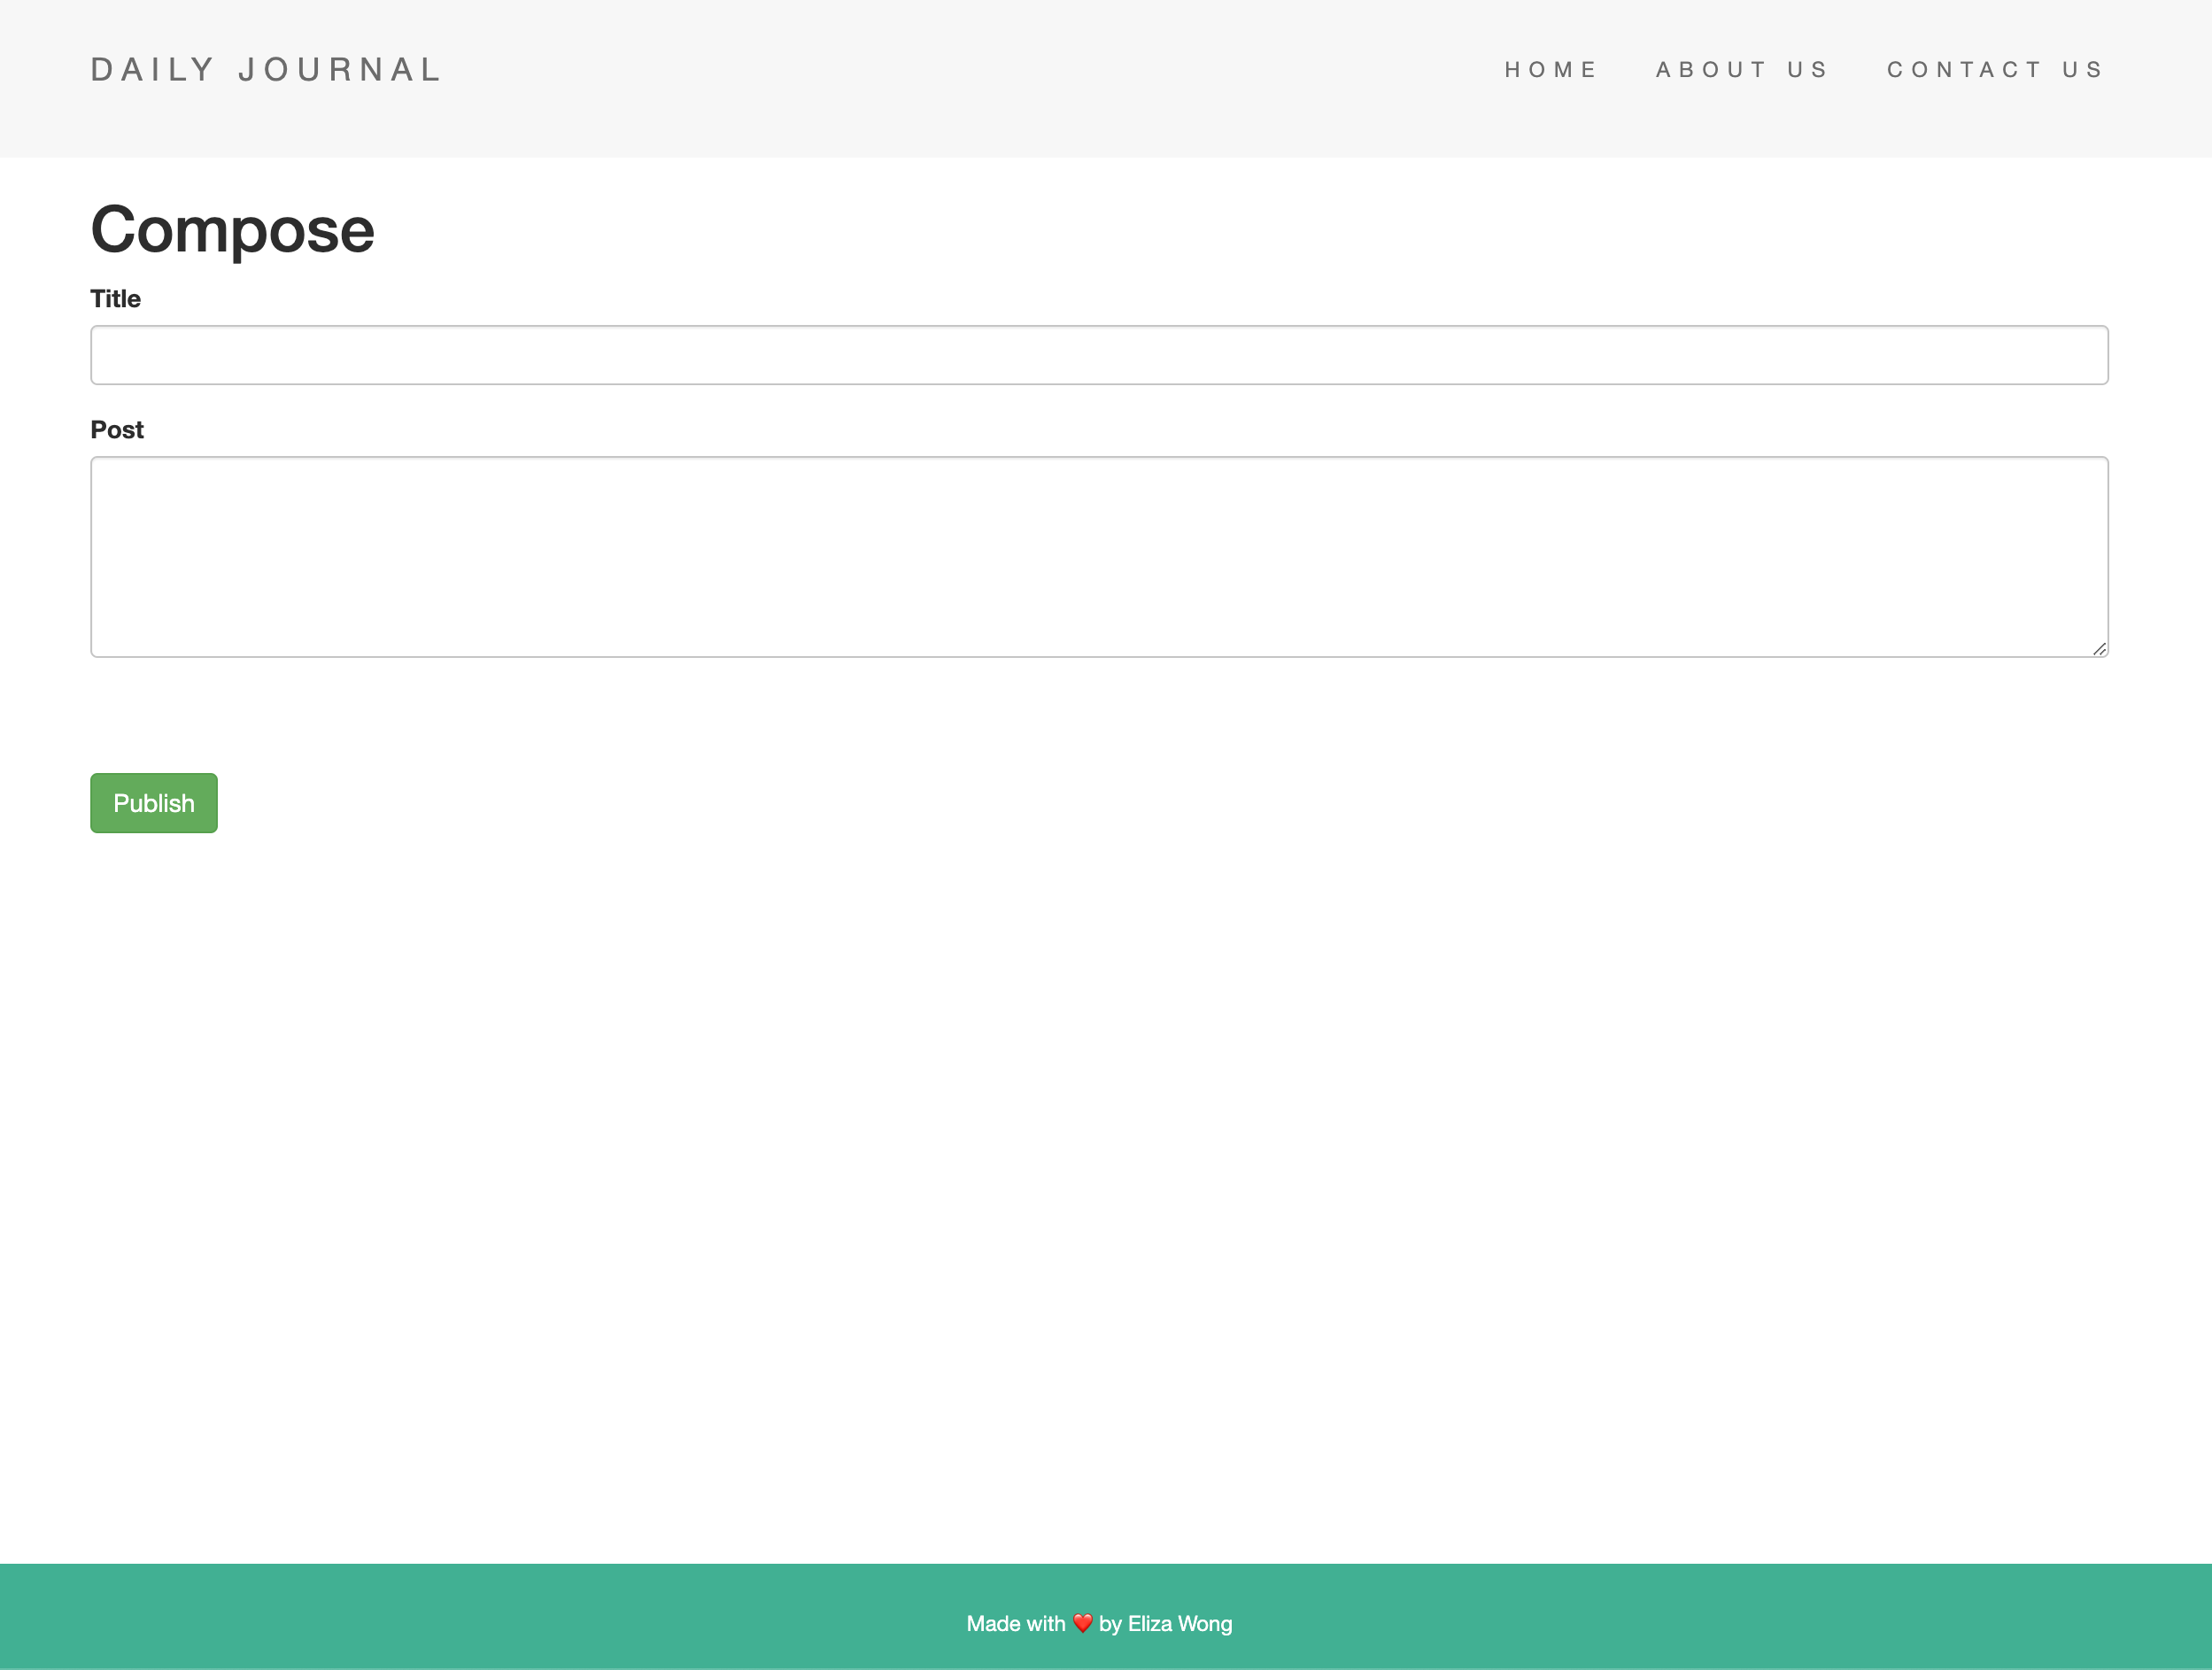 DAILY JOURNAL
HOME ABOUT US CONTACT US
Compose
Title
Post
Publish
Made with ❤️ by Eliza Wong